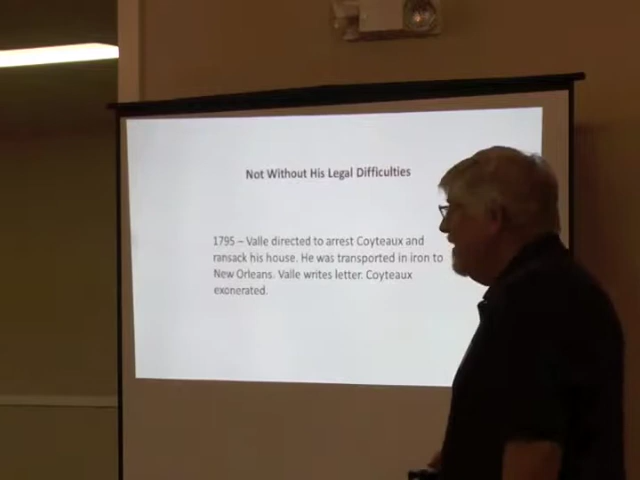 Not Without His Legal Difficulties
1795 – Valle directed to arrest Coyteaux and
ransack his house. He was transported in iron to
New Orleans. Valle writes letter. Coyteaux
exonerated.